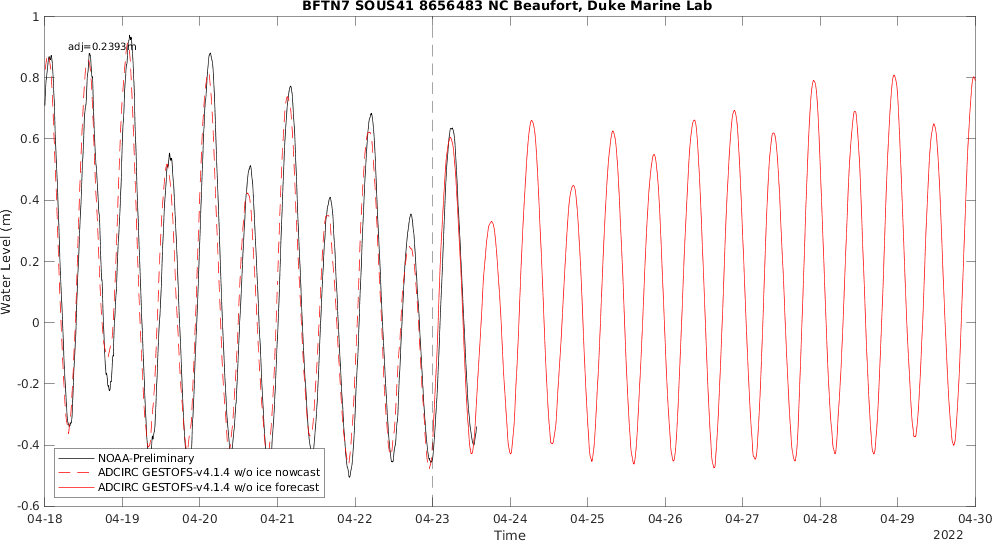 BFTN7 SOUS41 8656483 NC Beaufort, Duke Marine Lab
adj=0.2393m
1
0.8
0.6
0.4
0.2
0
-0.2
-0.4
-0.6
Water Level (m)
NOAA-Preliminary
ADCIRC GESTOFS-v4.1.4 w/o ice nowcast
ADCIRC GESTOFS-v4.1.4 w/o ice forecast
04-18 04-19 04-20 04-21 04-22 04-23 04-24 04-25 04-26 04-27 04-28 04-29 04-30
Time
2022